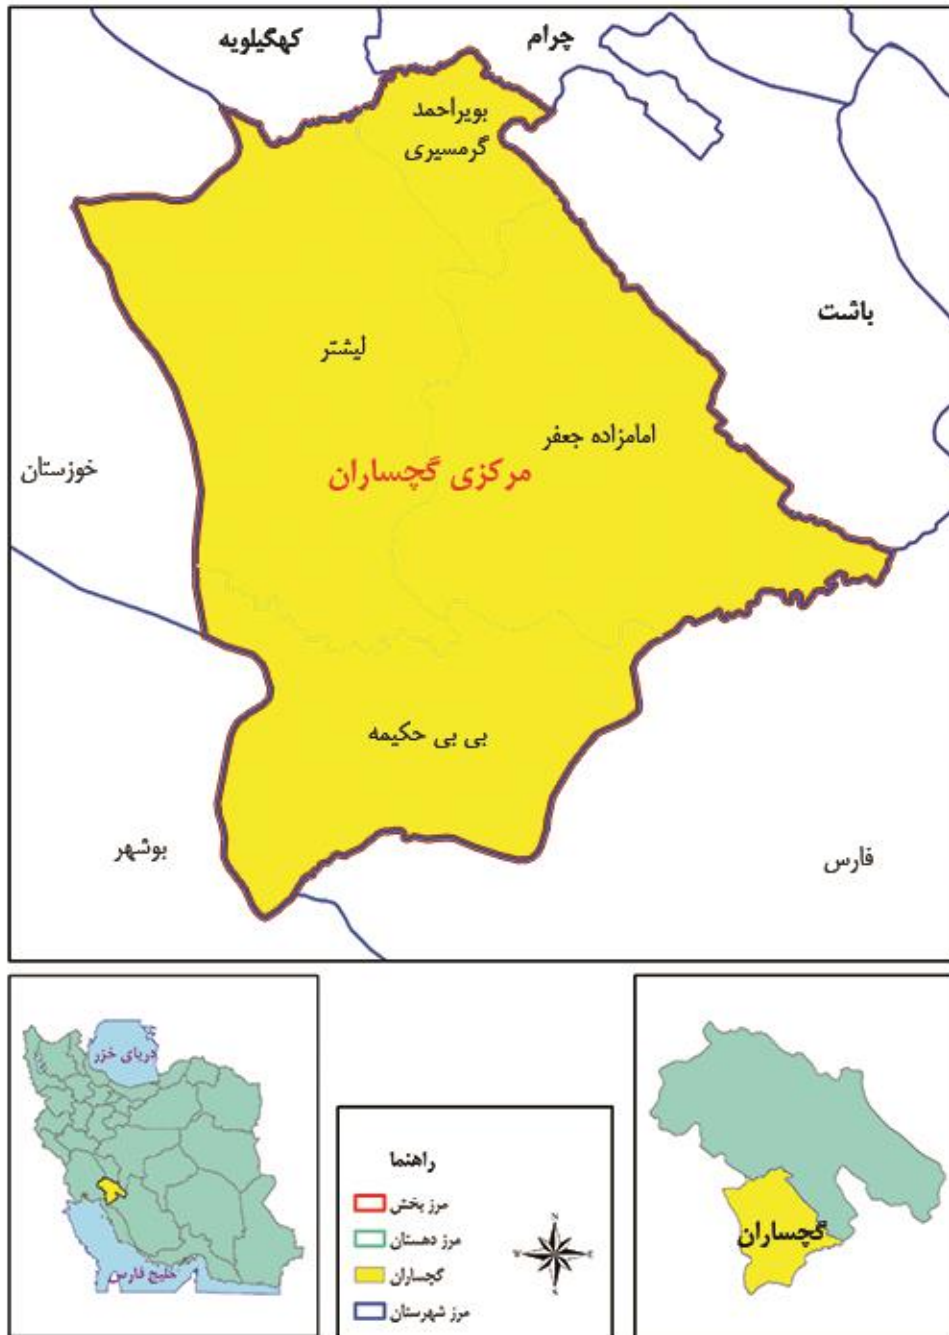 کهگیلویه
چرام
بویراحمد
گرمسیری
باشت
لیشتر
امامزاده جعفر
خوزستان
مرکزی گچساران
بی بی حکیمه
بوشهر
فارس
دریای خزر
خلیج فارس
راهنما
مرز بخش
مرز دهستان
گچساران
مرز شهرستان
N
W
E
گچساران